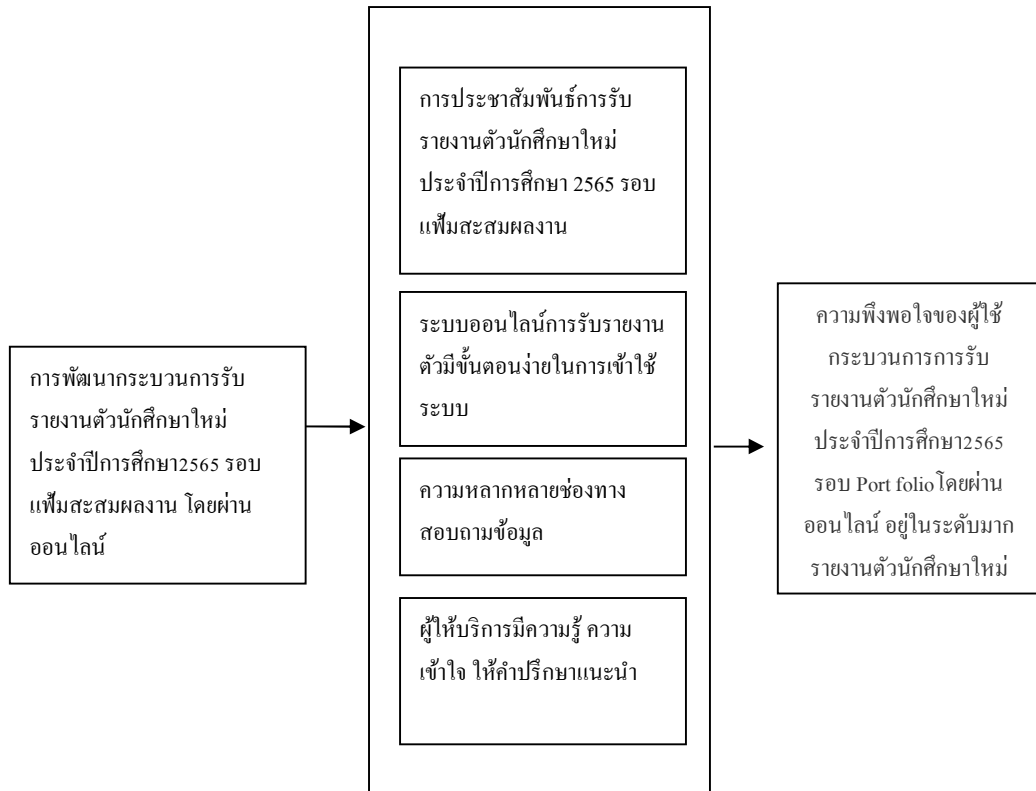 การพัฒนากระบวนการรับ
รายงานตัวนักศึกษาใหม่
ประจำปีการศึกษา2565 รอบ
แฟ้มสะสมผลงาน โดยผ่าน
ออนไลน์
การประชาสัมพันธ์การรับ
รายงานตัวนักศึกษาใหม่
ประจำปีการศึกษา 2565 รอบ
แฟ้มสะสมผลงาน
ระบบออนไลน์การรับรายงาน
ตัวมีขั้นตอนง่ายในการเข้าใช้
ระบบ
ความหลากหลายช่องทาง
สอบถามข้อมูล
ผู้ให้บริการมีความรู้ ความ
เข้าใจ ให้คำปรึกษาแนะนำ
ความพึงพอใจของผู้ใช้
กระบวนการการรับ
รายงานตัวนักศึกษาใหม่
ประจำปีการศึกษา2565
รอบ Port folioโดยผ่าน
ออนไลน์ อยู่ในระดับมาก
รายงานตัวนักศึกษาใหม่